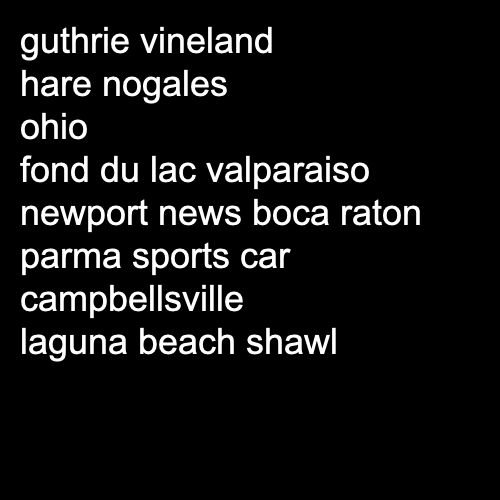 guthrie vineland
hare nogales
ohio
fond du lac valparaiso
newport news boca raton
parma sports car
campbellsville
laguna beach shawl